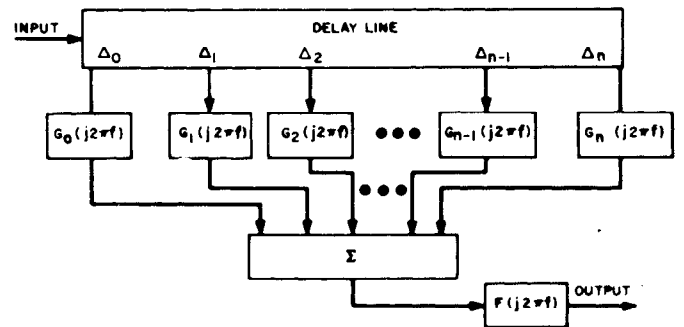 INPUT
DELAY LINE
Δ0 Δ1 Δ2 Δn-1 Δn
G0(j2πf) G1(j2πf) G2(j2πf) ••• Gn-1(j2πf) Gn(j2πf)
•••
Σ
F(j2πf) OUTPUT